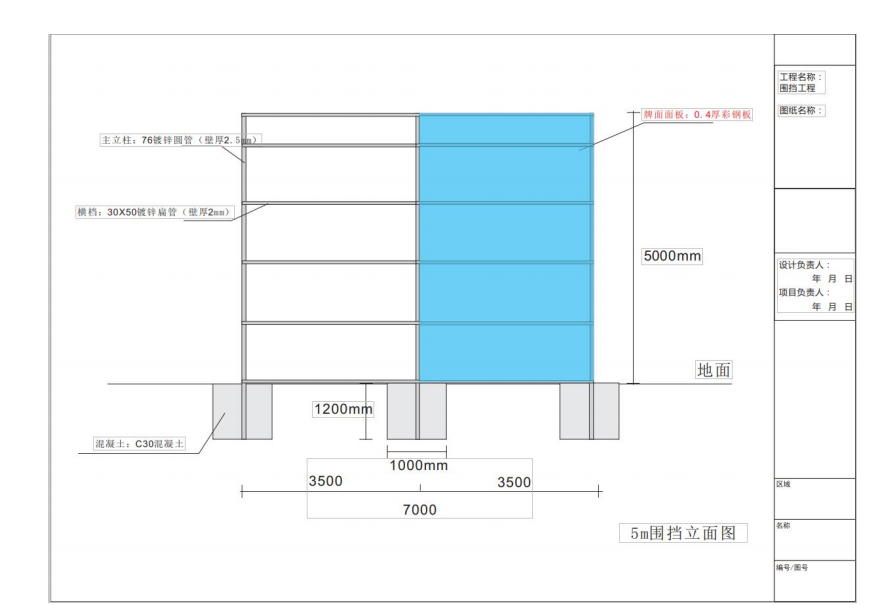 工程名称：
围挡工程
图纸名称：
牌面面板：0.4厚彩钢板
主立柱：76镀锌圆管（壁厚2.5mm）
横档：30X50镀锌扁管（壁厚2mm）
5000mm
设计负责人：
年 月 日
项目负责人：
年 月 日
地面
1200mm
混凝土：C30混凝土
1000mm
3500
3500
7000
5m围挡立面图
区域
名称
编号/图号